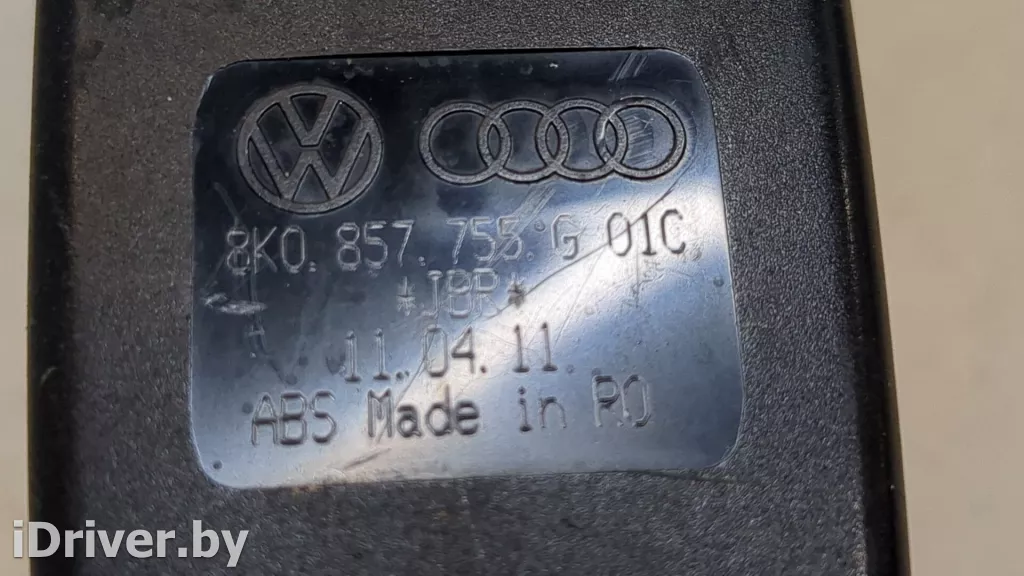 8K0. 857. 755. G 01C
*J8R*
11.04.11
ABS Made in RO
iDriver.by